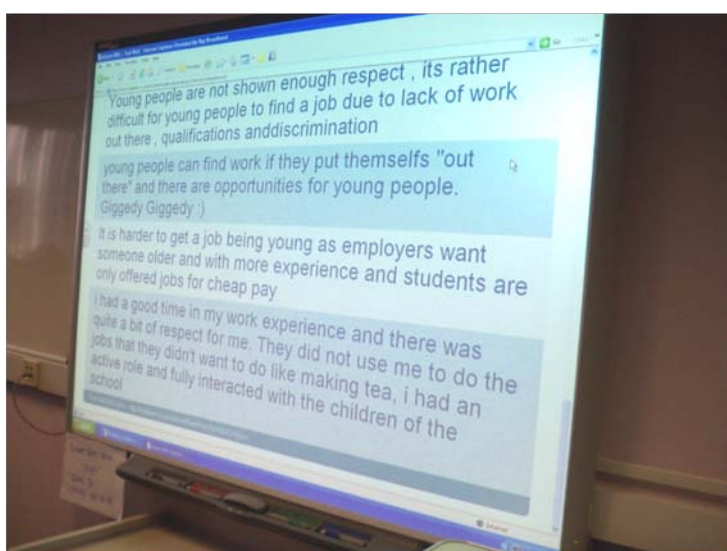 Young people are not shown enough respect , its rather
difficult for young people to find a job due to lack of work
out there , qualifications anddiscrimination
young people can find work if they put themselfs "out
there" and there are opportunities for young people.
Giggedy Giggedy :)
It is harder to get a job being young as employers want
someone older and with more experience and students are
only offered jobs for cheap pay
i had a good time in my work experience and there was
quite a bit of respect for me. They did not use me to do the
jobs that they didn't want to do like making tea, i had an
active role and fully interacted with the children of the
school
Internet